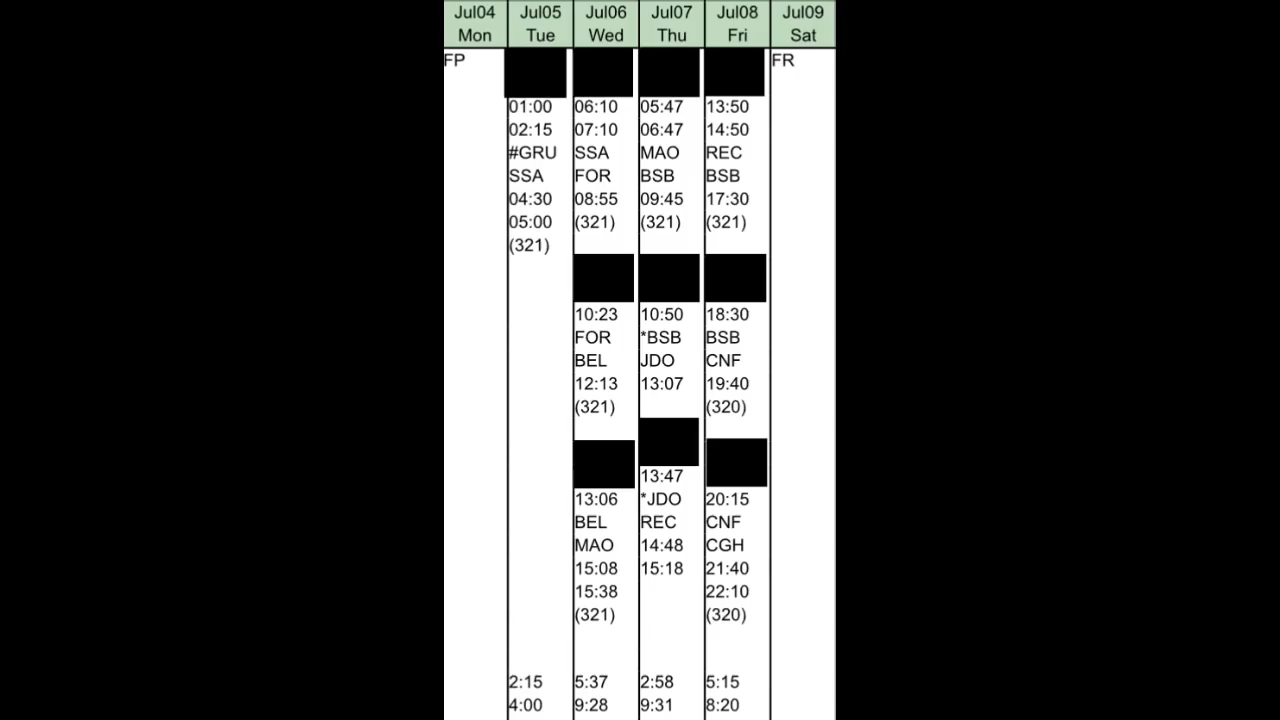 Jul04 Jul05 Jul06 Jul07 Jul08 Jul09
Mon Tue Wed Thu Fri Sat
FP
01:00
02:15
#GRU
SSA
04:30
05:00
(321)
2:15
4:00
06:10
07:10
SSA
FOR
08:55
(321)
10:23
FOR
BEL
12:13
(321)
13:06
BEL
MAO
15:08
15:38
(321)
5:37
9:28
05:47
06:47
MAO
BSB
09:45
(321)
10:50
*BSB
JDO
13:07
13:47
*JDO
REC
14:48
15:18
2:58
9:31
13:50
14:50
REC
BSB
17:30
(321)
18:30
BSB
CNF
19:40
(320)
20:15
CNF
CGH
21:40
22:10
(320)
5:15
8:20
FR